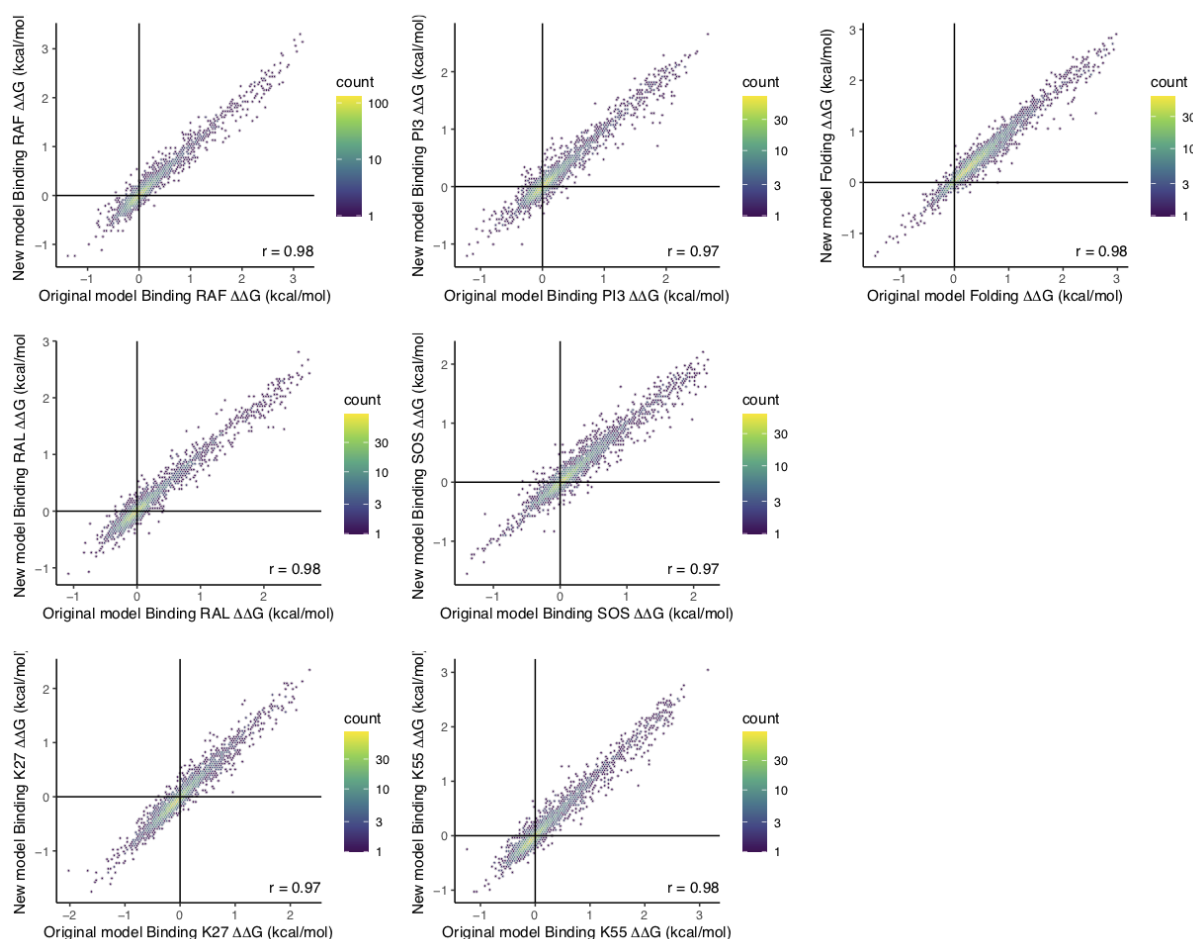 New model Binding RAF ΔΔG (kcal/mol)
3
2
1
0
−1
−1 0 1 2 3
Original model Binding RAF ΔΔG (kcal/mol)
r = 0.98
count
100
10
1
New model Binding PI3 ΔΔG (kcal/mol)
2
1
0
−1
−1 0 1 2
Original model Binding PI3 ΔΔG (kcal/mol)
r = 0.97
count
30
10
3
1
New model Folding ΔΔG (kcal/mol)
3
2
1
0
−1
−1 0 1 2 3
Original model Folding ΔΔG (kcal/mol)
r = 0.98
count
30
10
3
1
New model Binding RAL ΔΔG (kcal/mol)
3
2
1
0
−1
−1 0 1 2
Original model Binding RAL ΔΔG (kcal/mol)
r = 0.98
count
30
10
3
1
New model Binding SOS ΔΔG (kcal/mol)
2
1
0
−1
−1 0 1 2
Original model Binding SOS ΔΔG (kcal/mol)
r = 0.97
count
30
10
3
1
New model Binding K27 ΔΔG (kcal/mol)
2
1
0
−1
−2 −1 0 1 2
Original model Binding K27 ΔΔG (kcal/mol)
r = 0.97
count
30
10
3
1
New model Binding K55 ΔΔG (kcal/mol)
3
2
1
0
−1
−1 0 1 2 3
Original model Binding K55 ΔΔG (kcal/mol)
r = 0.98
count
30
10
3
1